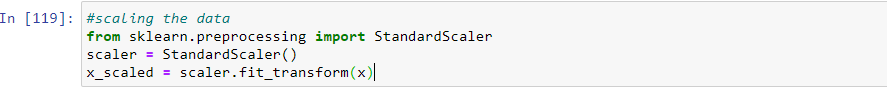 In [119]: #scaling the data
from sklearn.preprocessing import StandardScaler
scaler = StandardScaler()
x_scaled = scaler.fit_transform(x)